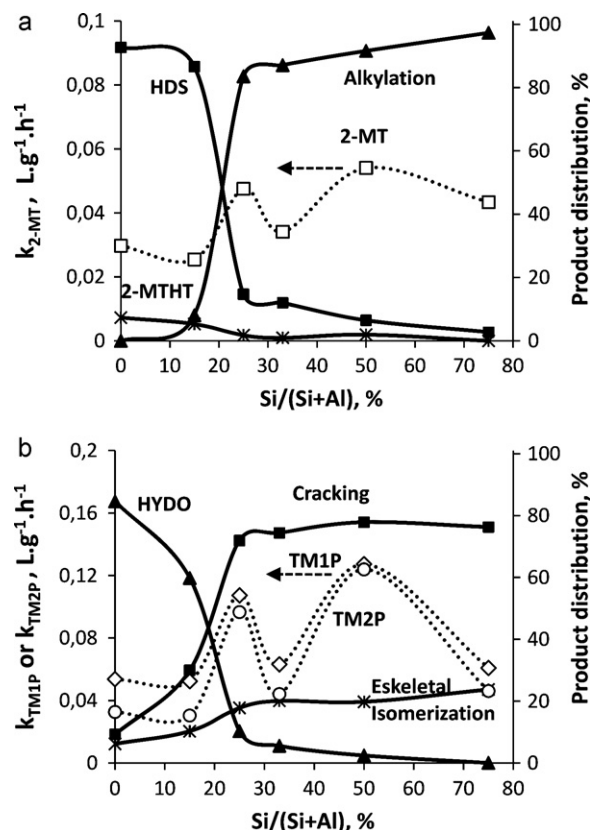 a
0,1
0,08
0,06
0,04
0,02
0
k2-MT, L.g-1.h-1
100
80
60
40
20
0
Product distribution, %
HDS
Alkylation
2-MT
2-MTHT
0 10 20 30 40 50 60 70 80
Si/(Si+Al), %
b
0,2
0,16
0,12
0,08
0,04
0
kTM1P or kTM2P, L.g-1.h-1
100
80
60
40
20
0
Product distribution, %
HYDO
Cracking
TM1P
TM2P
Eskeletal
Isomerization
0 10 20 30 40 50 60 70 80
Si/(Si+Al), %